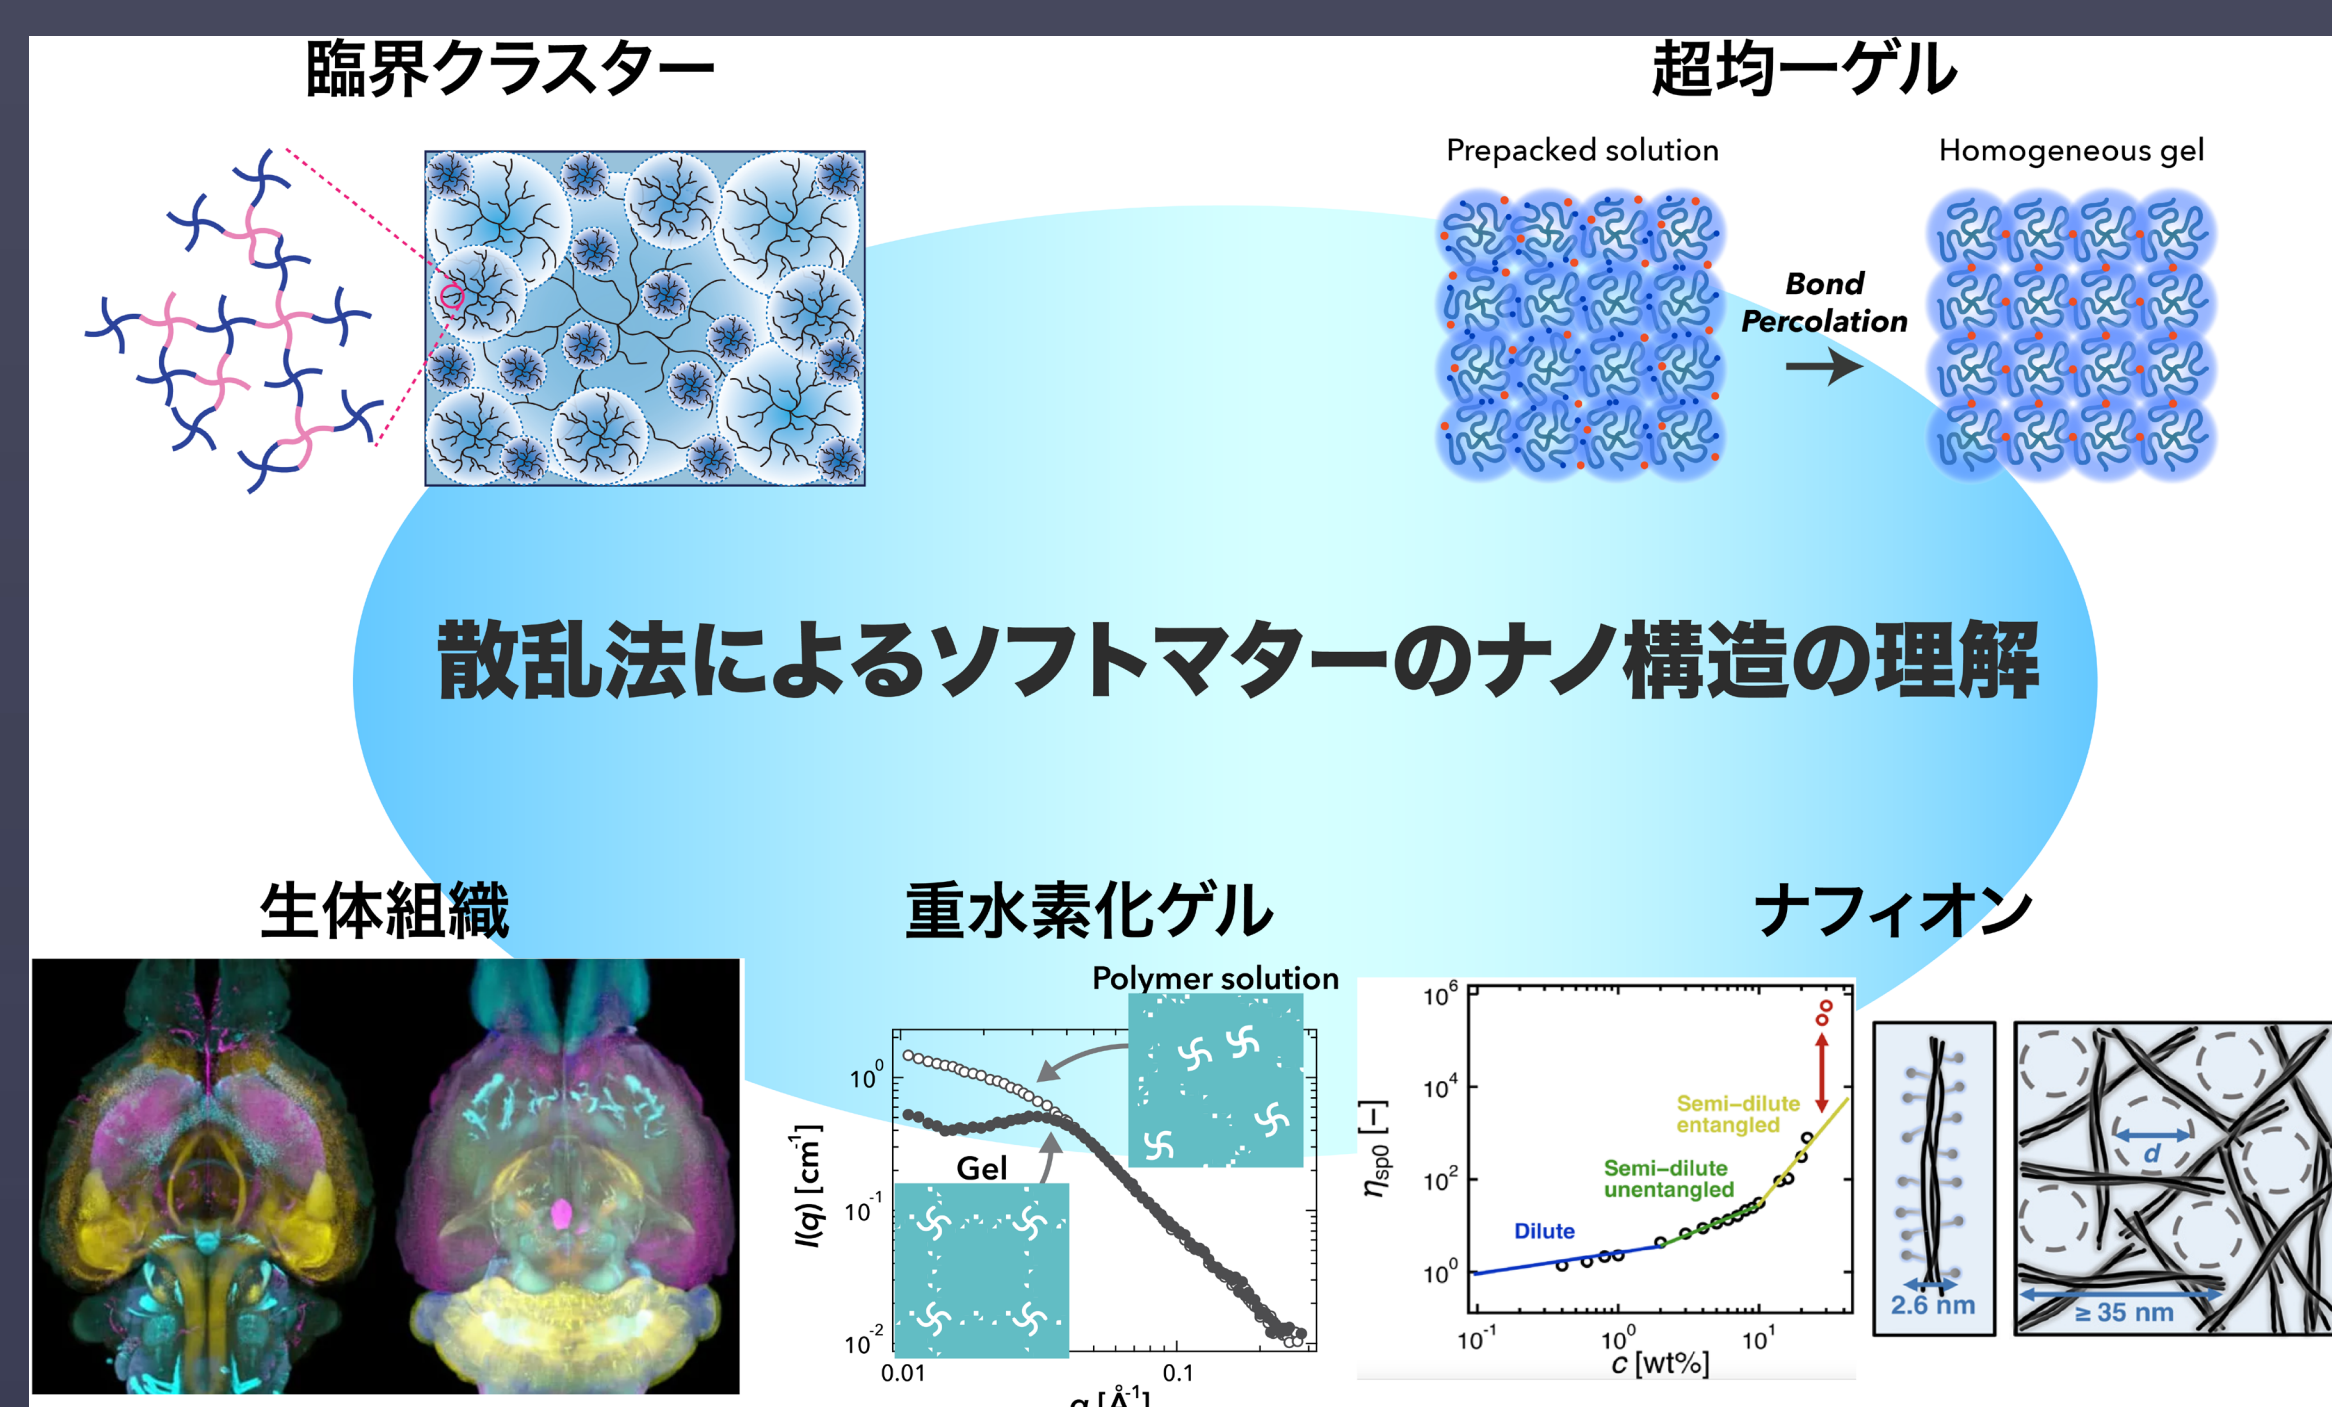 臨界クラスター
超均一ゲル
Prepacked solution
Homogeneous gel
Bond
Percolation
散乱法によるソフトマターのナノ構造の理解
生体組織
重水素化ゲル
ナフィオン
Polymer solution
Gel
I(q) [cm⁻¹]
10⁰
10⁻¹
10⁻²
0.01
0.1
q [Å⁻¹]
ηsp0 [–]
10⁶
10⁴
10²
10⁰
Semi–dilute
entangled
Semi–dilute
unentangled
Dilute
10⁻¹
10⁰
10¹
c [wt%]
2.6 nm
d
≥ 35 nm